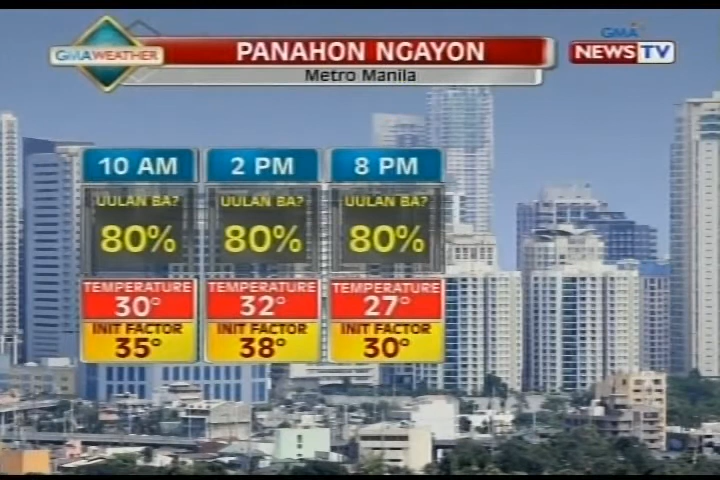 GMA WEATHER
PANAHON NGAYON
Metro Manila
GMA
NEWS TV
10 AM
UULAN BA?
80%
TEMPERATURE
30°
INIT FACTOR
35°
2 PM
UULAN BA?
80%
TEMPERATURE
32°
INIT FACTOR
38°
8 PM
UULAN BA?
80%
TEMPERATURE
27°
INIT FACTOR
30°